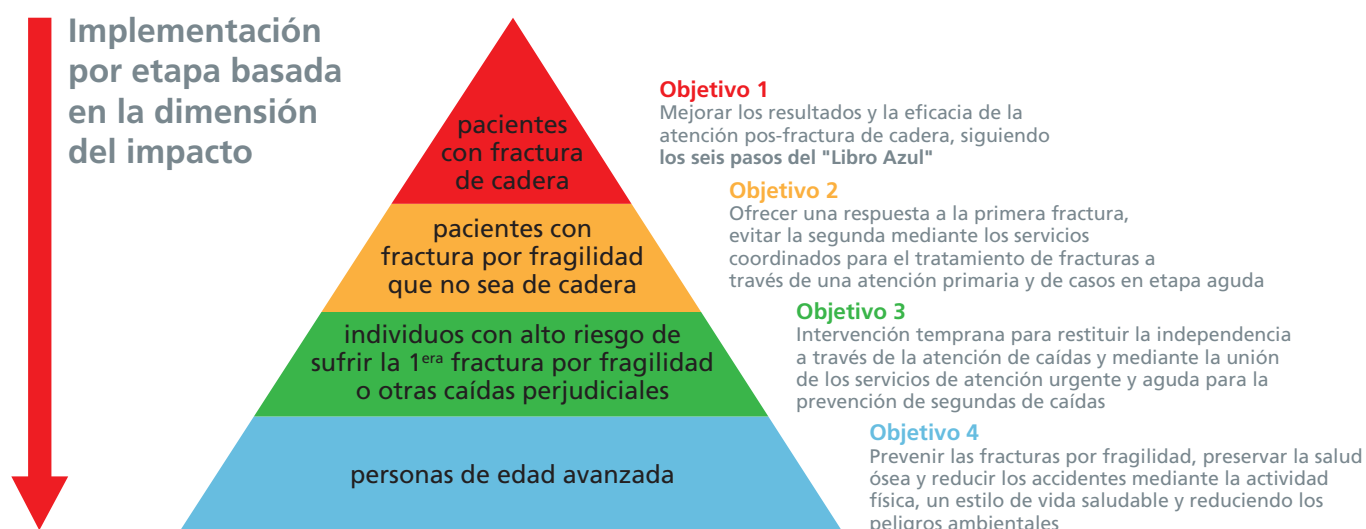 Implementación
por etapa basada
en la dimensión
del impacto
pacientes
con fractura
de cadera
Objetivo 1
Mejorar los resultados y la eficacia de la
atención pos-fractura de cadera, siguiendo
los seis pasos del "Libro Azul"
pacientes con
fractura por fragilidad
que no sea de cadera
Objetivo 2
Ofrecer una respuesta a la primera fractura,
evitar la segunda mediante los servicios
coordinados para el tratamiento de fracturas a
través de una atención primaria y de casos en etapa aguda
individuos con alto riesgo de
sufrir la 1era fractura por fragilidad
o otras caídas perjudiciales
Objetivo 3
Intervención temprana para restituir la independencia
a través de la atención de caídas y mediante la unión
de los servicios de atención urgente y aguda para la
prevención de segundas de caídas
personas de edad avanzada
Objetivo 4
Prevenir las fracturas por fragilidad, preservar la salud
ósea y reducir los accidentes mediante la actividad
física, un estilo de vida saludable y reduciendo los
peligros ambientales